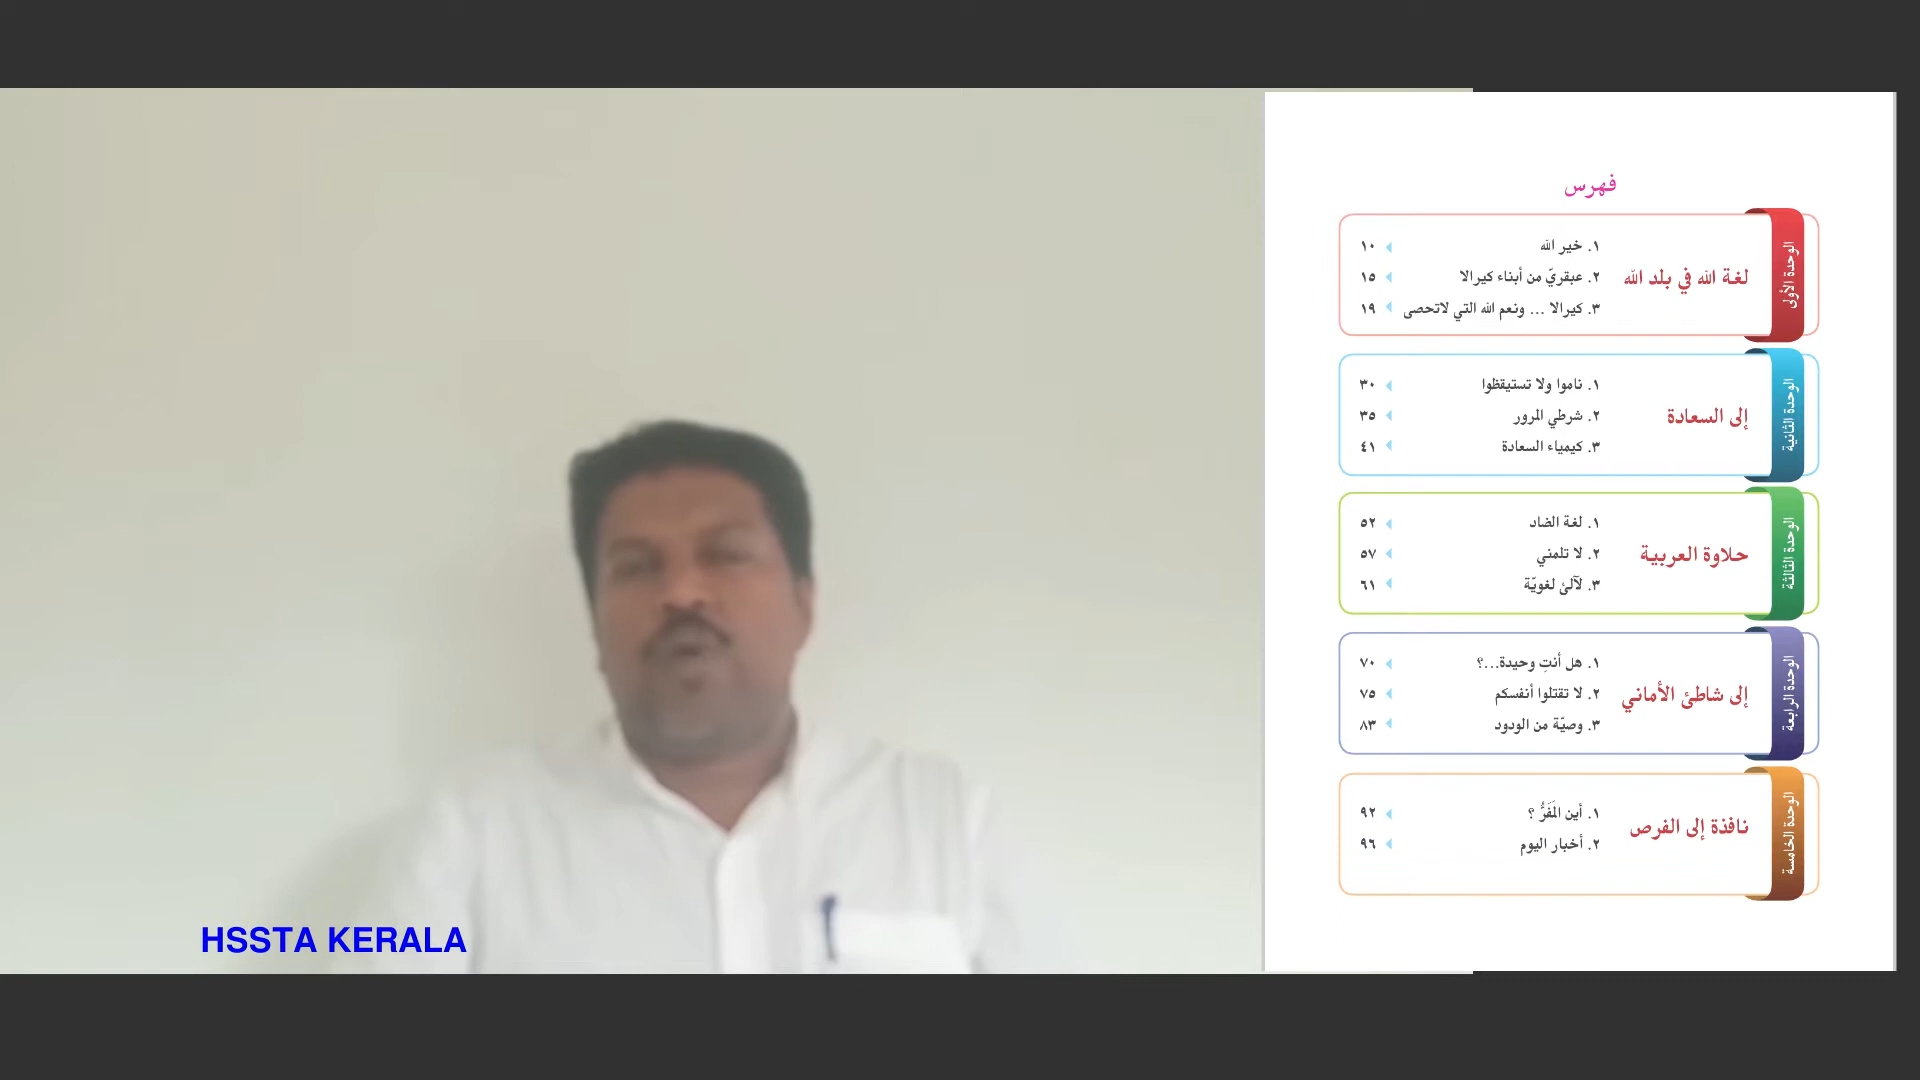 فهرس
الوحدة الأولى
لغة الله في بلد الله
١. خير الله ١٠
٢. عبقريّ من أبناء كيرالا ١٥
٣. كيرالا ... ونعم الله التي لاتحصى ١٩
الوحدة الثانية
إلى السعادة
١. ناموا ولا تستيقظوا ٣٠
٢. شرطي المرور ٣٥
٣. كيمياء السعادة ٤١
الوحدة الثالثة
حلاوة العربية
١. لغة الضاد ٥٢
٢. لا تلمني ٥٧
٣. لآلئ لغويّة ٦١
الوحدة الرابعة
إلى شاطئ الأماني
١. هل أنتِ وحيدة...؟ ٧٠
٢. لا تقتلوا أنفسكم ٧٥
٣. وصيّة من الودود ٨٣
الوحدة الخامسة
نافذة إلى الفرص
١. أين المَفَرُّ ؟ ٩٢
٢. أخبار اليوم ٩٦
HSSTA KERALA